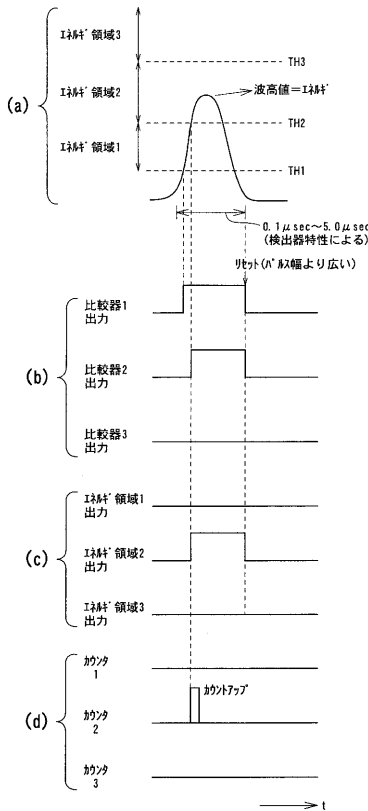 (a)
エネルギ領域3
エネルギ領域2
エネルギ領域1
TH3
波高値=エネルギ
TH2
TH1
0.1μsec〜5.0μsec
(検出器特性による)
リセット(パルス幅より広い)
(b)
比較器1
出力
比較器2
出力
比較器3
出力
(c)
エネルギ領域1
出力
エネルギ領域2
出力
エネルギ領域3
出力
(d)
カウンタ
1
カウンタ
2
カウントアップ
カウンタ
3
t